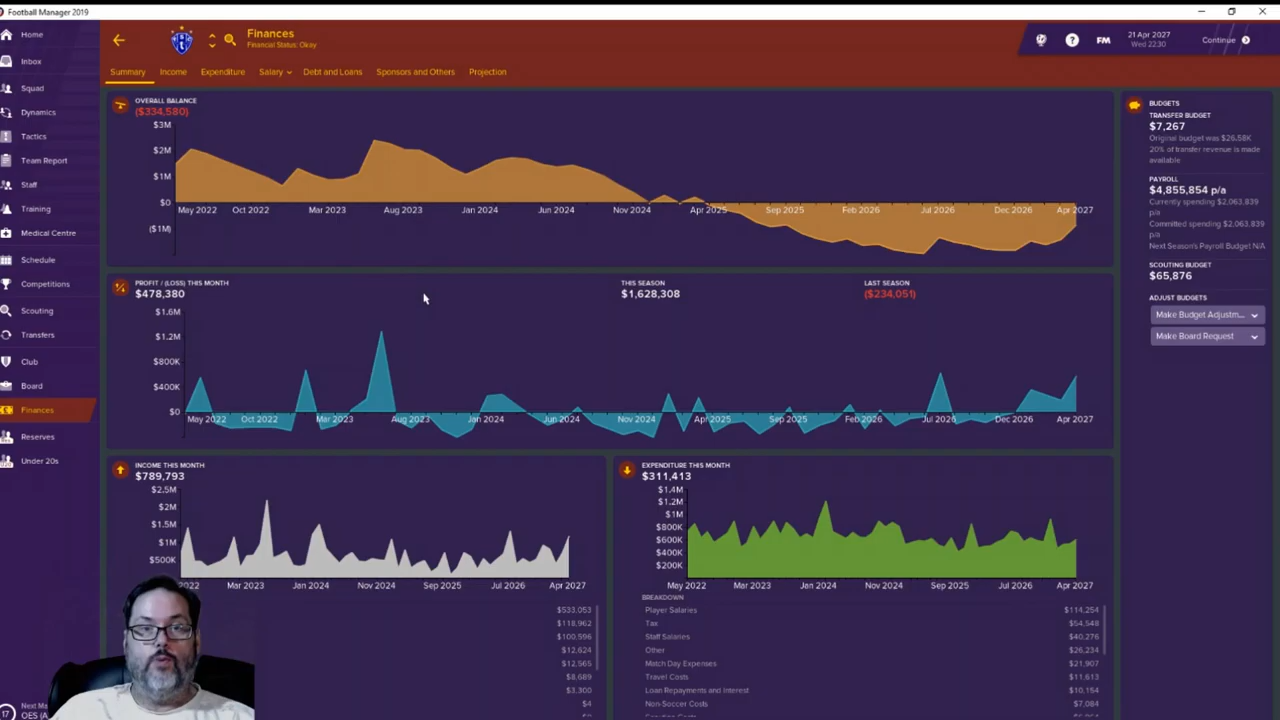 Football Manager 2019
Home
Inbox
Squad
Dynamics
Tactics
Team Report
Staff
Training
Medical Centre
Schedule
Competitions
Scouting
Transfers
Club
Board
Finances
Reserves
Under 20s
17
Next Ma
OES (A
Finances
Financial Status: Okay
?
FM
21 Apr 2027
Wed 22:30
Continue
Summary
Income
Expenditure
Salary
Debt and Loans
Sponsors and Others
Projection
OVERALL BALANCE
($334,580)
$3M
$2M
$1M
$0
($1M)
May 2022 Oct 2022 Mar 2023 Aug 2023 Jan 2024 Jun 2024 Nov 2024 Apr 2025 Sep 2025 Feb 2026 Jul 2026 Dec 2026 Apr 2027
PROFIT / (LOSS) THIS MONTH
$478,380
THIS SEASON
$1,628,308
LAST SEASON
($234,051)
$1.6M
$1.2M
$800K
$400K
$0
May 2022 Oct 2022 Mar 2023 Aug 2023 Jan 2024 Jun 2024 Nov 2024 Apr 2025 Sep 2025 Feb 2026 Jul 2026 Dec 2026 Apr 2027
INCOME THIS MONTH
$789,793
$2.5M
$2M
$1.5M
$1M
$500K
2022 Mar 2023 Jan 2024 Nov 2024 Sep 2025 Jul 2026 Apr 2027
$533,053
$118,962
$100,596
$12,624
$12,565
$8,689
$3,300
$4
$0
EXPENDITURE THIS MONTH
$311,413
$1.4M
$1.2M
$1M
$800K
$600K
$400K
$200K
May 2022 Mar 2023 Jan 2024 Nov 2024 Sep 2025 Jul 2026 Apr 2027
BREAKDOWN
Player Salaries $114,254
Tax $54,548
Staff Salaries $40,276
Other $26,234
Match Day Expenses $21,907
Travel Costs $11,613
Loan Repayments and Interest $10,154
Non-Soccer Costs $7,084
BUDGETS
TRANSFER BUDGET
$7,267
Original budget was $26.58K
20% of transfer revenue is made
available
PAYROLL
$4,855,854 p/a
Currently spending $2,063,839
p/a
Committed spending $2,063,839
p/a
Next Season's Payroll Budget N/A
SCOUTING BUDGET
$65,876
ADJUST BUDGETS
Make Budget Adjustm...
Make Board Request